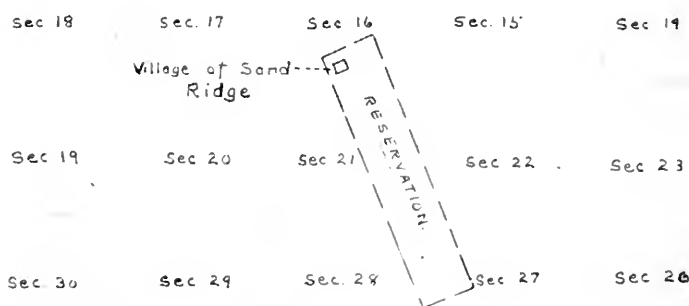 Sec 18 Sec. 17 Sec 16 Sec. 15 Sec 14
Village of Sand----
Ridge
RESERVATION.
Sec 19 Sec 20 Sec 21 Sec 22 . Sec 23
Sec. 30 Sec 29 Sec. 28 Sec 27 Sec 26